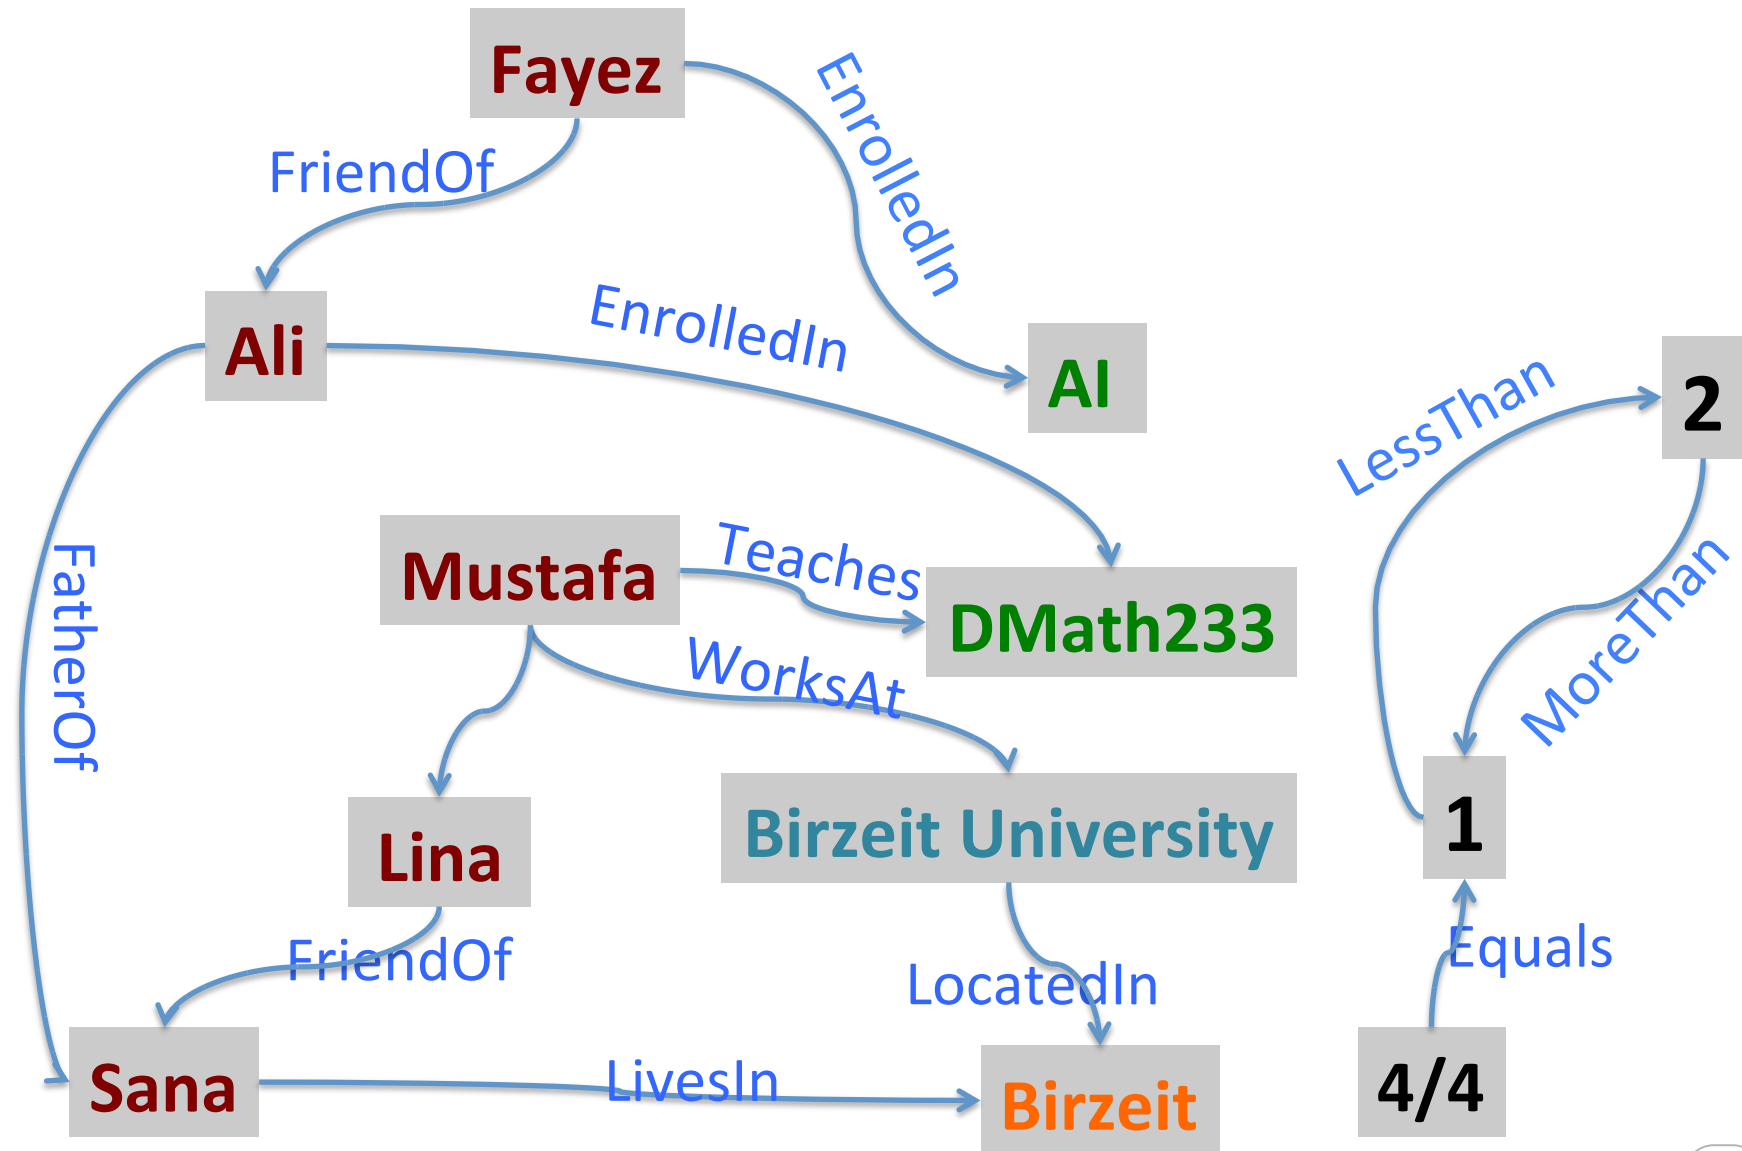 Fayez
EnrolledIn
FriendOf
Ali
EnrolledIn
AI
2
LessThan
Mustafa
Teaches
DMath233
FatherOf
WorksAt
MoreThan
Lina
Birzeit University
1
FriendOf
LocatedIn
Equals
Sana
LivesIn
Birzeit
4/4